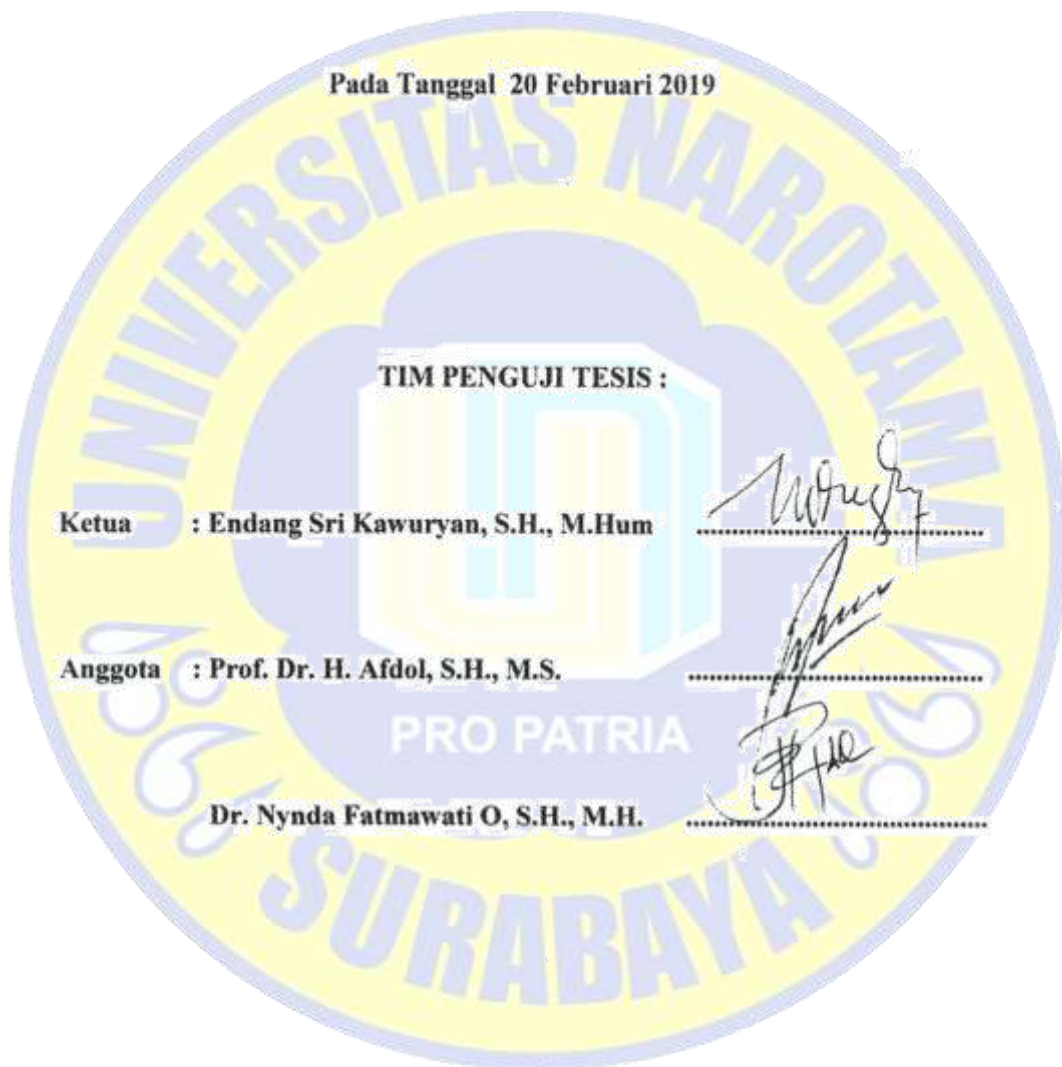 Pada Tanggal 20 Februari 2019
UNIVERSITAS NAROTAMA
TIM PENGUJI TESIS :
Ketua : Endang Sri Kawuryan, S.H., M.Hum
Anggota : Prof. Dr. H. Afdol, S.H., M.S.
PRO PATRIA
Dr. Nynda Fatmawati O, S.H., M.H.
SURABAYA